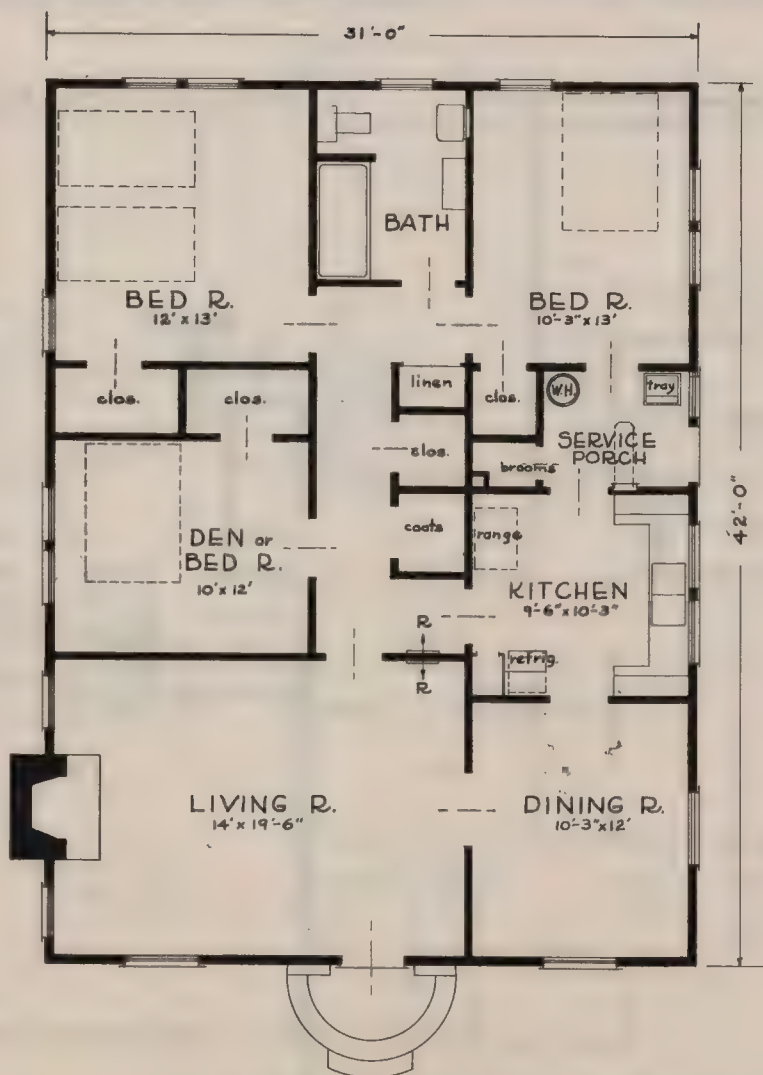 31'-0"
BATH
BED R.
12' x 13'
BED R.
10'-3" x 13'
clos.
clos.
linen
clos.
W.H.
tray
clos.
brooms
SERVICE
PORCH
42'-0"
DEN or
BED R.
10' x 12'
coats
range
KITCHEN
9'-6" x 10'-3"
R
R
refrig.
LIVING R.
14' x 19'-6"
DINING R.
10'-3" x 12'